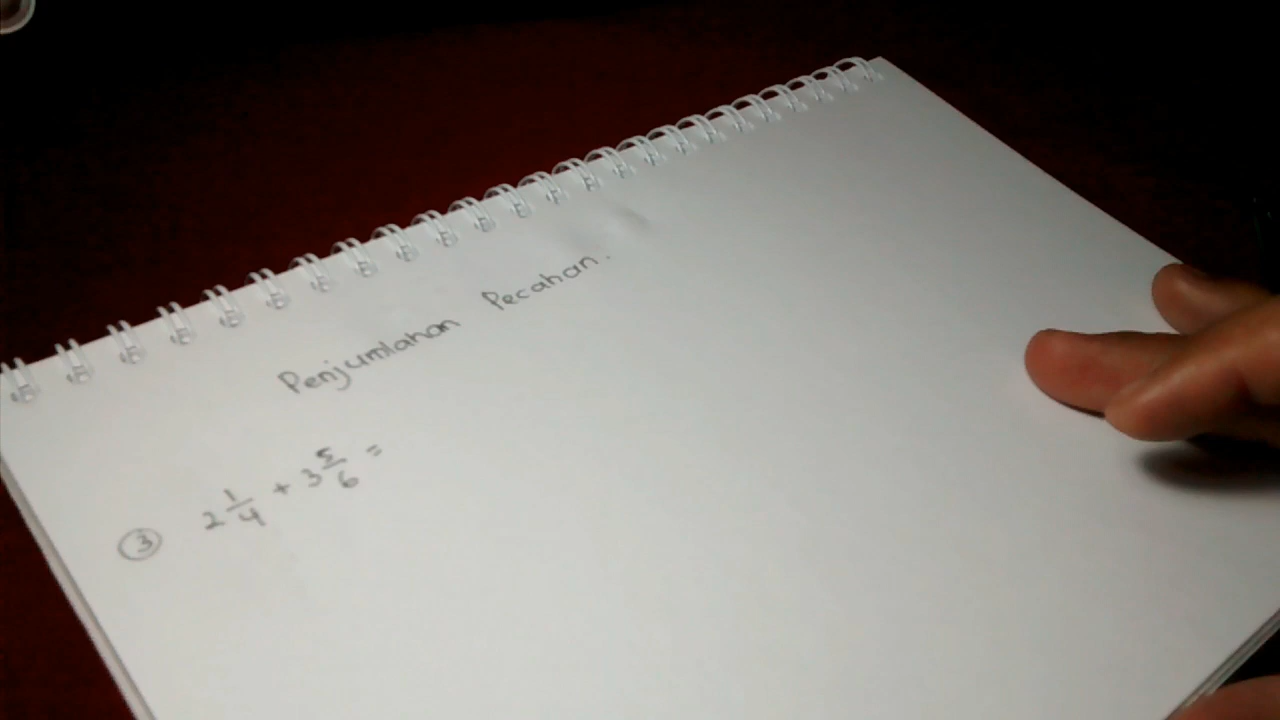 Penjumlahan Pecahan.
③ 2 1/4 + 3 5/6 =